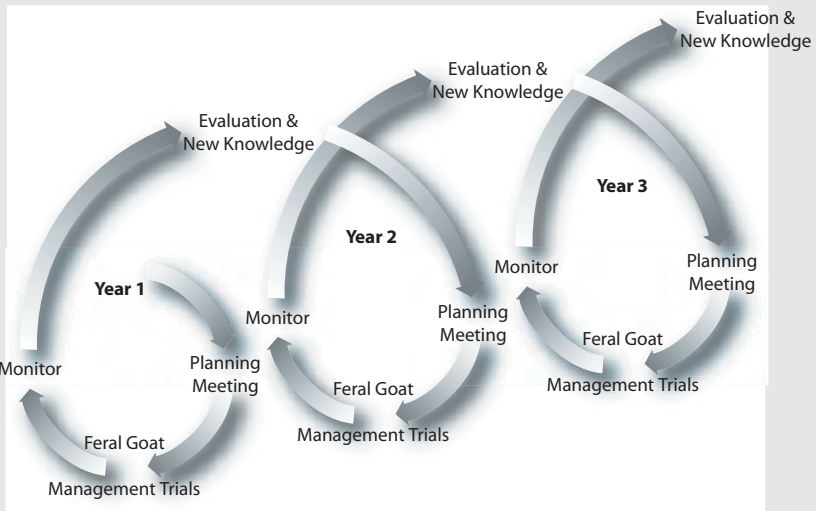 Evaluation &
New Knowledge
Year 1
Monitor
Planning
Meeting
Feral Goat
Management Trials
Evaluation &
New Knowledge
Year 2
Monitor
Planning
Meeting
Feral Goat
Management Trials
Evaluation &
New Knowledge
Year 3
Monitor
Planning
Meeting
Feral Goat
Management Trials